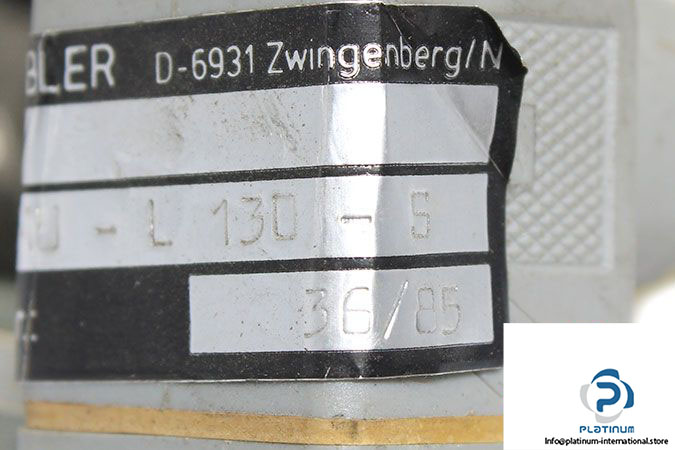 BLER D-6931 Zwingenberg/N
- L 130 - S
36/85
PLATINUM
Info@platinum-international.store